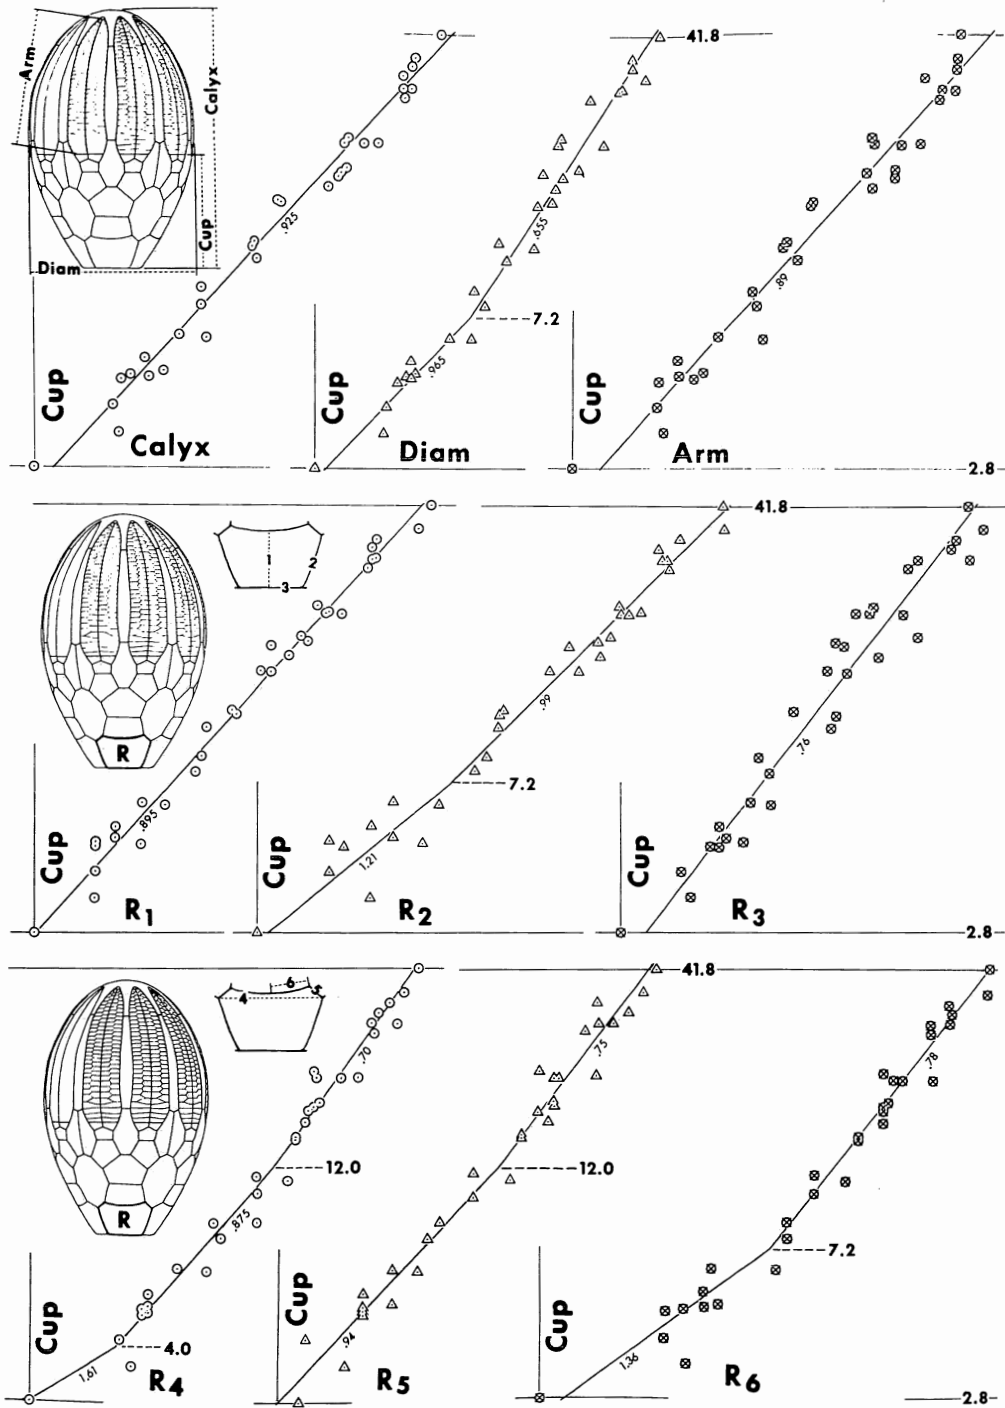 Arm
Calyx
Cup
Diam
.925
Cup
Calyx
41.8
.655
7.2
.965
Cup
Diam
.89
Cup
Arm
2.8
1
2
3
R
.895
Cup
R1
41.8
.99
7.2
1.21
Cup
R2
.76
Cup
R3
2.8
4
6
5
R
.70
12.0
.875
4.0
1.61
Cup
R4
41.8
.75
12.0
.94
Cup
R5
.78
7.2
1.36
Cup
R6
2.8